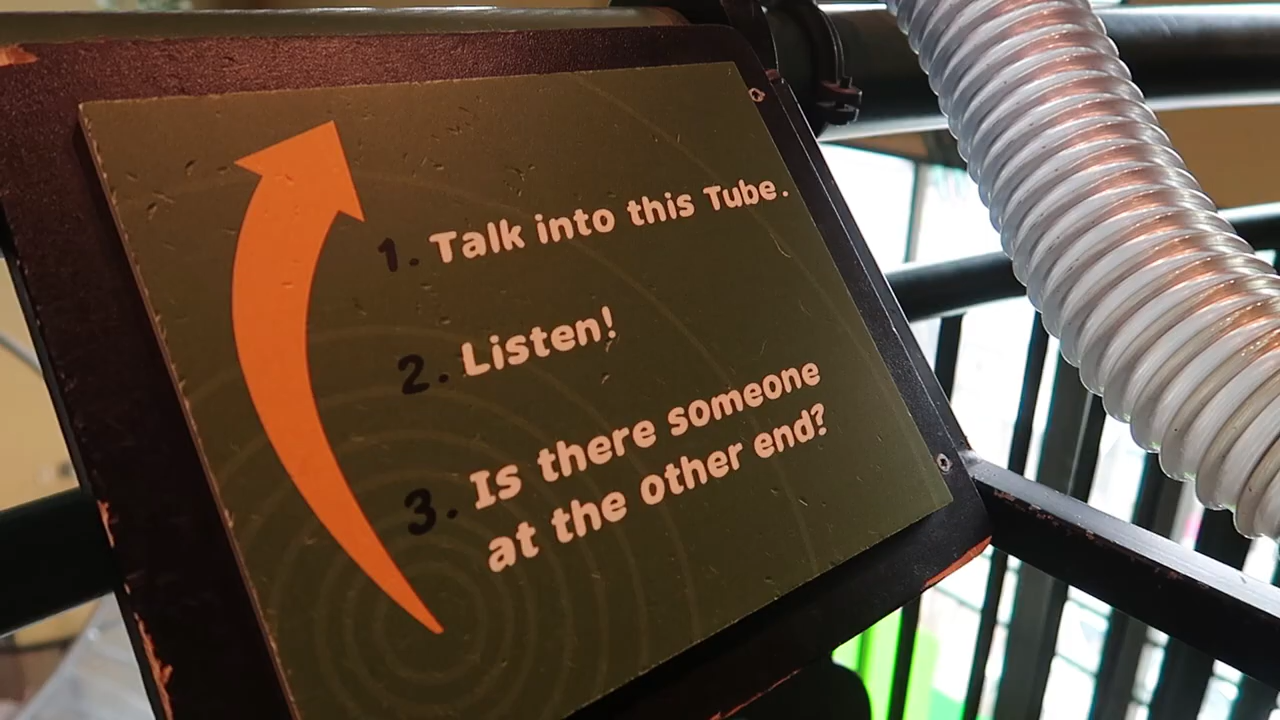 1. Talk into this Tube.
2. Listen!
3. Is there someone
at the other end?